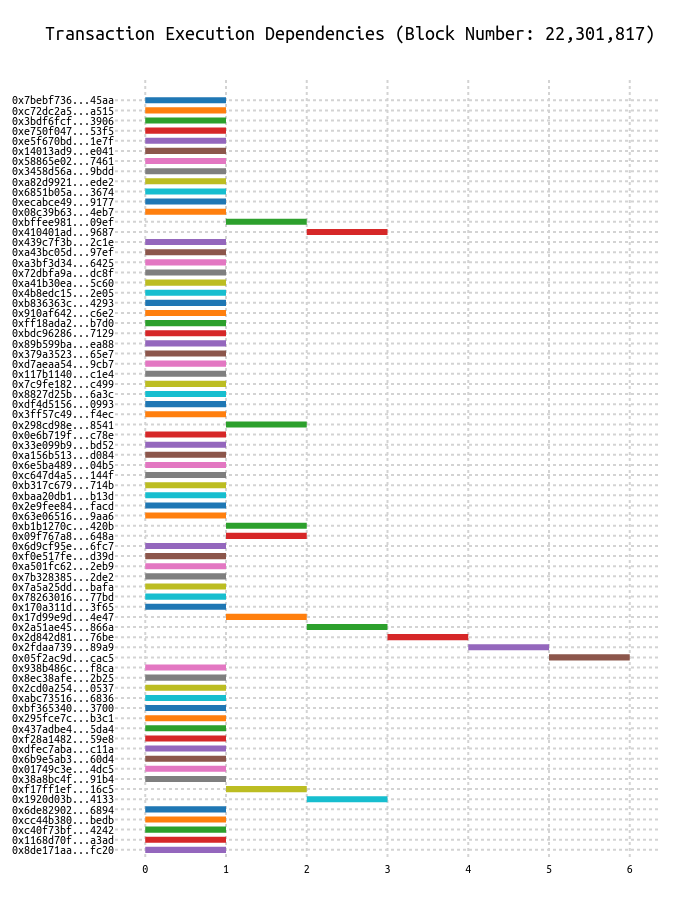 Transaction Execution Dependencies (Block Number: 22,301,817)
0x7bebf736...45aa
0xc72dc2a5...a515
0x3bdf6fcf...3906
0xe750f047...53f5
0xe5f670bd...1e7f
0x14013ad9...e041
0x58865e02...7461
0x3458d56a...9bdd
0xa82d9921...ede2
0x6851b05a...3674
0xecabce49...9177
0x08c39b63...4eb7
0xbffee981...09ef
0x410401ad...9687
0x439c7f3b...2c1e
0xa43bc05d...97ef
0xa3bf3d34...6425
0x72dbfa9a...dc8f
0xa41b30ea...5c60
0x4b8edc15...2e05
0xb836363c...4293
0x910af642...c6e2
0xff18ada2...b7d0
0xbdc96286...7129
0x89b599ba...ea88
0x379a3523...65e7
0xd7aeaa54...9cb7
0x117b1140...c1e4
0x7c9fe182...c499
0x8827d25b...6a3c
0xdf4d5156...0993
0x3ff57c49...f4ec
0x298cd98e...8541
0x0e6b719f...c78e
0x33e099b9...bd52
0xa156b513...d084
0x6e5ba489...04b5
0xc647d4a5...144f
0xb317c679...714b
0xbaa20db1...b13d
0x2e9fee84...facd
0x63e06516...9aa6
0xb1b1270c...420b
0x09f767a8...648a
0x6d9cf95e...6fc7
0xf0e517fe...d39d
0xa501fc62...2eb9
0x7b328385...2de2
0x7a5a25dd...bafa
0x78263016...77bd
0x170a311d...3f65
0x17d99e9d...4e47
0x2a51ae45...866a
0x2d842d81...76be
0x2fdaa739...89a9
0x05f2ac9d...cac5
0x938b486c...f8ca
0x8ec38afe...2b25
0x2cd0a254...0537
0xabc73516...6836
0xbf365340...3700
0x295fce7c...b3c1
0x437adbe4...5da4
0xf28a1482...59e8
0xdfec7aba...c11a
0x6b9e5ab3...60d4
0x01749c3e...4dc5
0x38a8bc4f...91b4
0xf17ff1ef...16c5
0x1920d03b...4133
0x6de82902...6894
0xcc44b380...bedb
0xc40f73bf...4242
0x1168d70f...a3ad
0x8de171aa...fc20
0 1 2 3 4 5 6